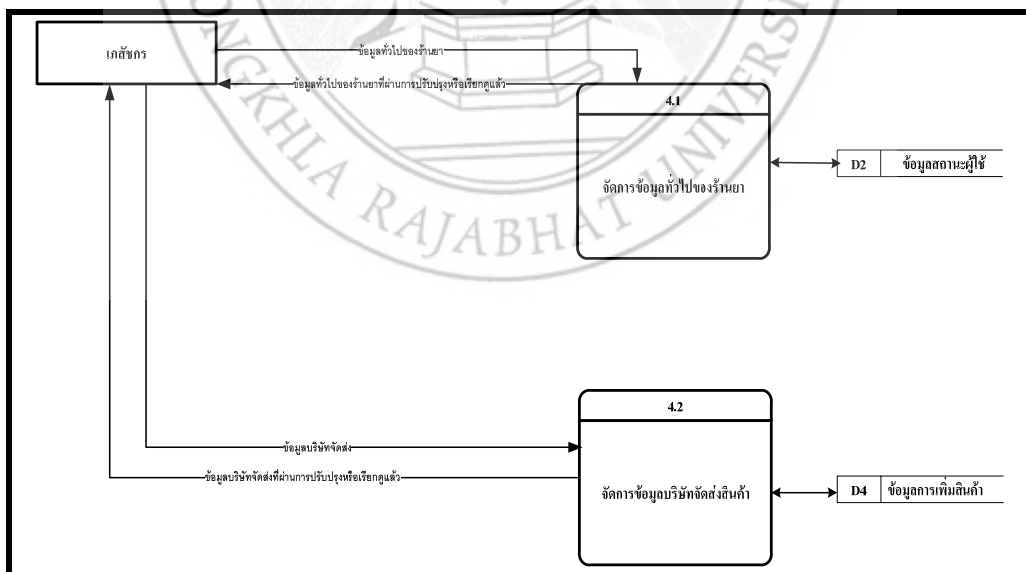 เภสัชกร
ข้อมูลทั่วไปของร้านยา
ข้อมูลทั่วไปของร้านยาที่ผ่านการปรับปรุงหรือเรียกดูแล้ว
4.1
จัดการข้อมูลทั่วไปของร้านยา
D2 ข้อมูลสถานะผู้ใช้
ONGKHLA RAJABHAT UNIVERSI
4.2
ข้อมูลบริษัทจัดส่ง
ข้อมูลบริษัทจัดส่งที่ผ่านการปรับปรุงหรือเรียกดูแล้ว
จัดการข้อมูลบริษัทจัดส่งสินค้า
D4 ข้อมูลการเพิ่มสินค้า